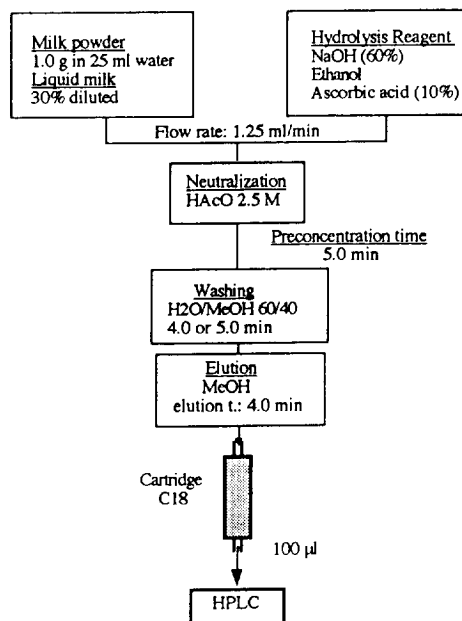 Milk powder
1.0 g in 25 ml water
Liquid milk
30% diluted
Hydrolysis Reagent
NaOH (60%)
Ethanol
Ascorbic acid (10%)
Flow rate: 1.25 ml/min
Neutralization
HAcO 2.5 M
Preconcentration time
5.0 min
Washing
H2O/MeOH 60/40
4.0 or 5.0 min
Elution
MeOH
elution t.: 4.0 min
Cartridge
C18
100 µl
HPLC